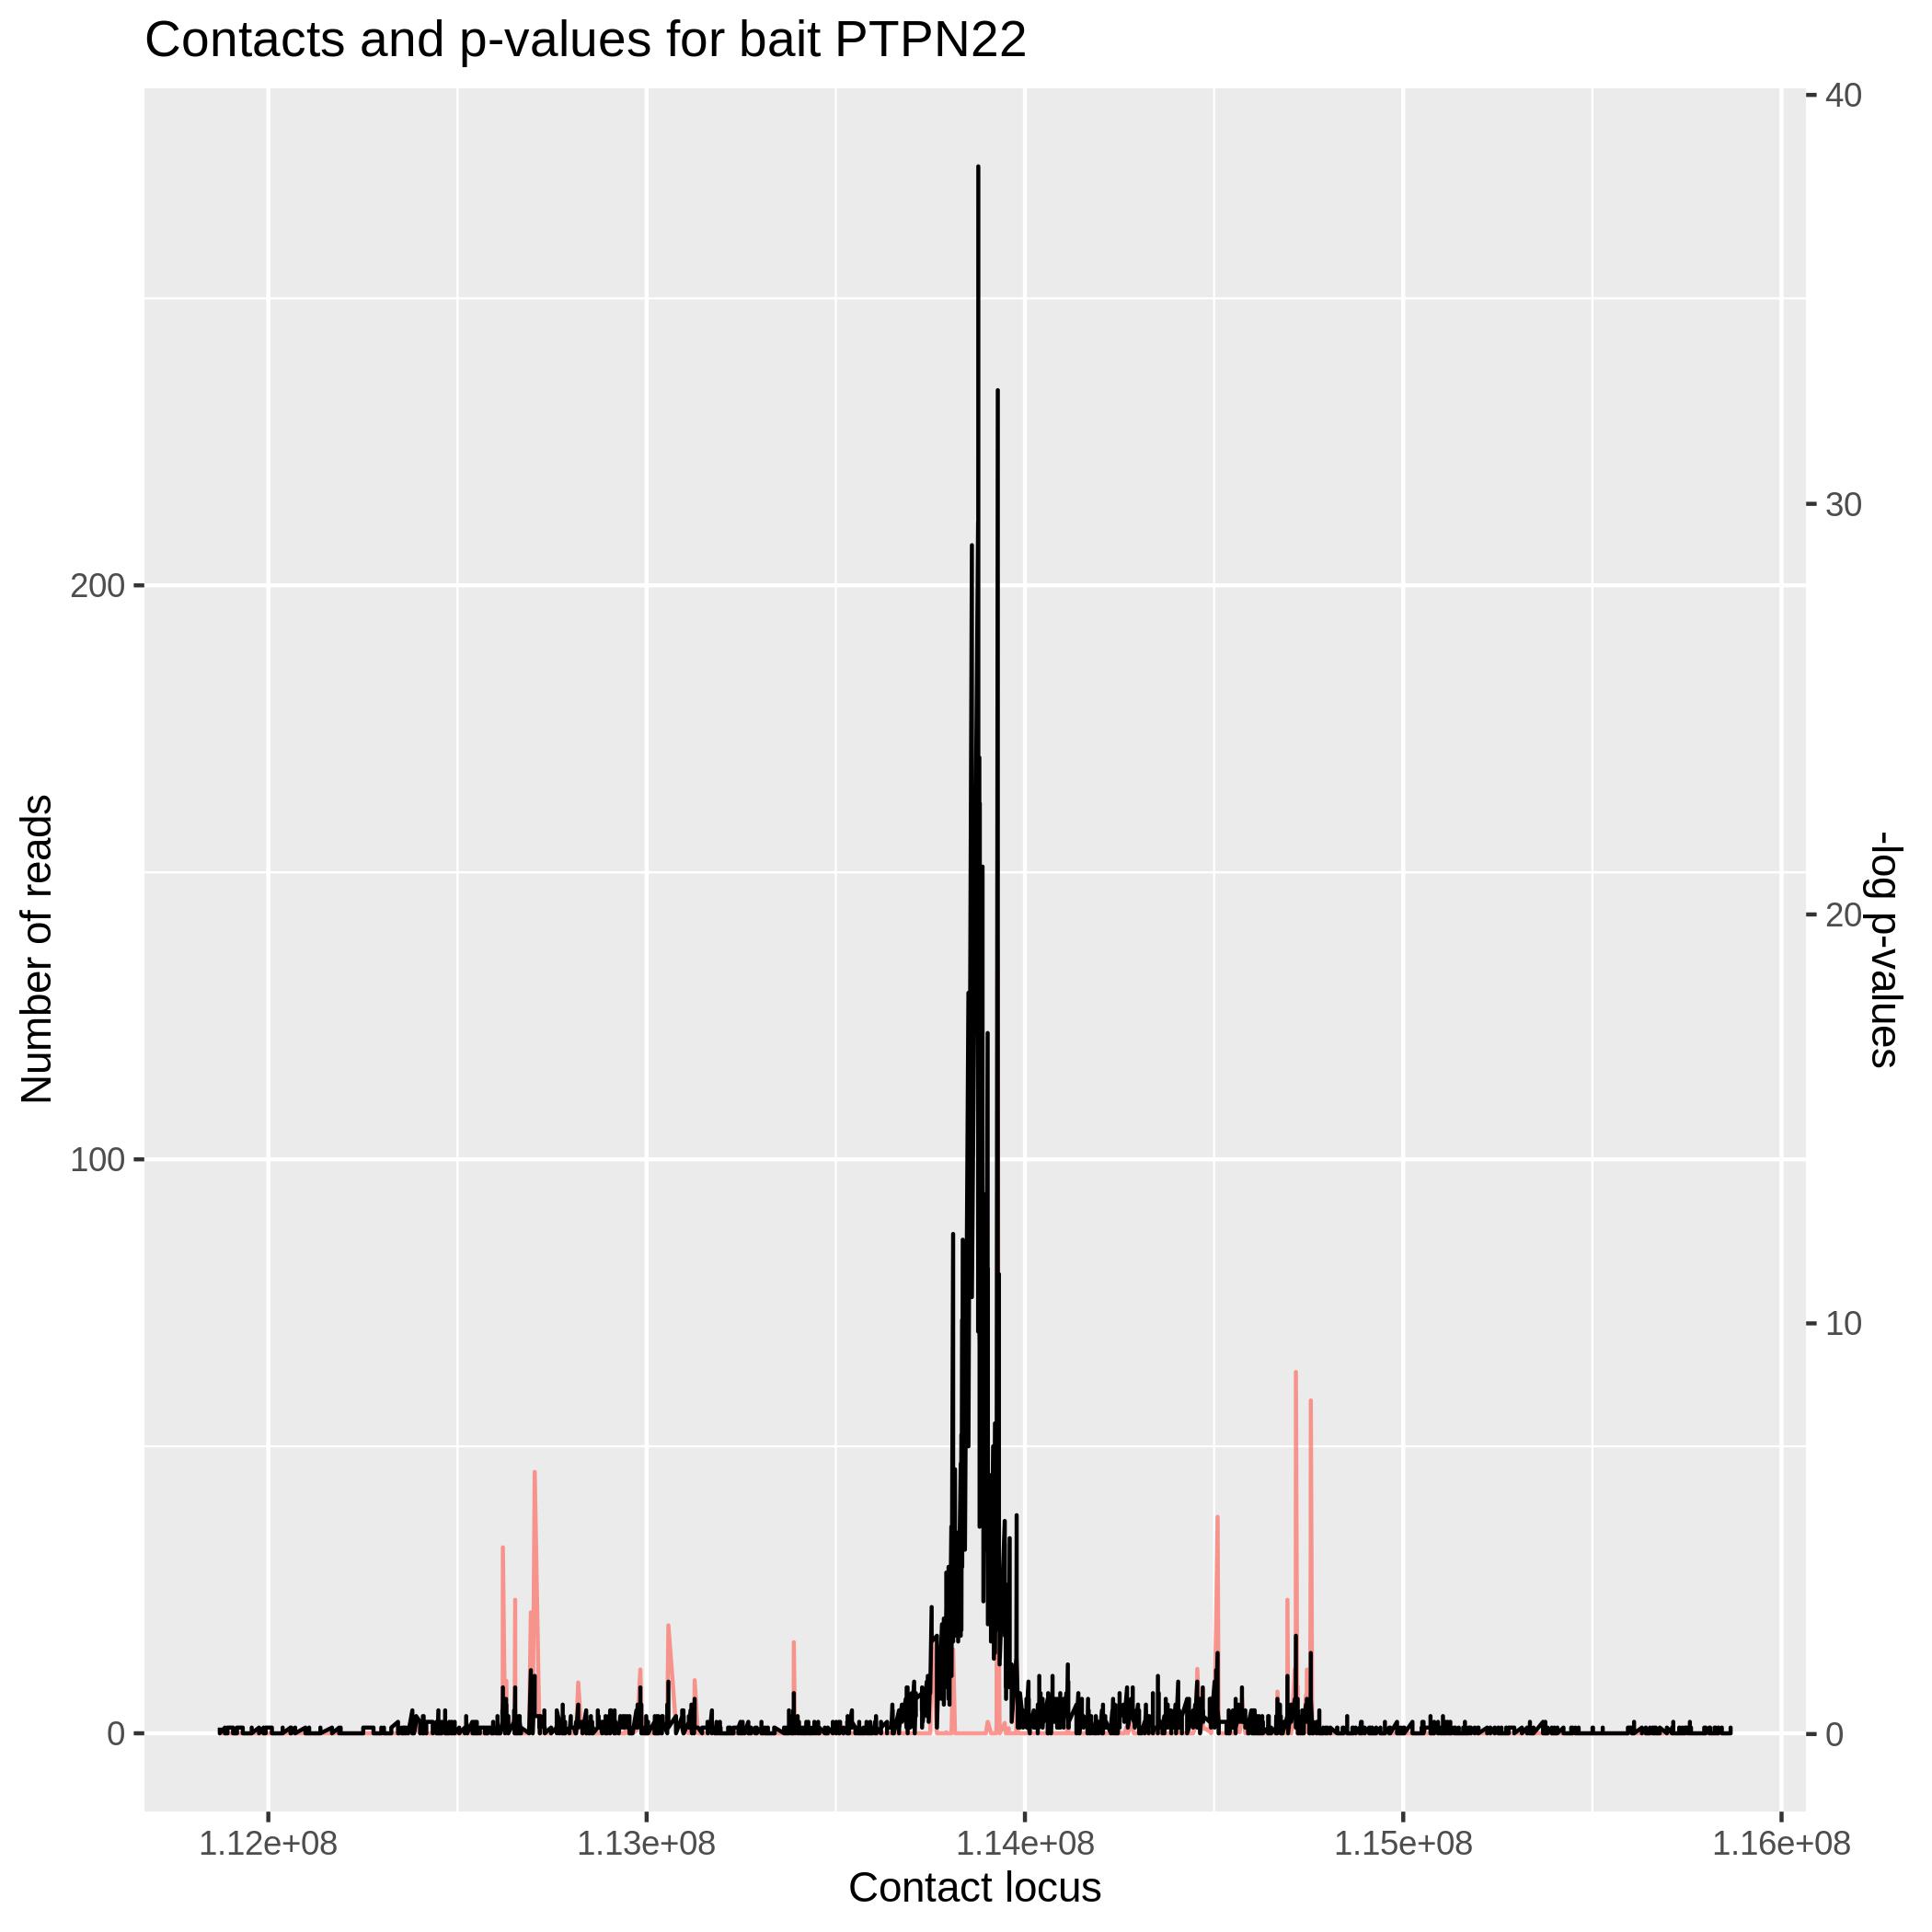 Contacts and p-values for bait PTPN22
40
30
20
10
0
-log p-values
200
100
0
Number of reads
1.12e+08 1.13e+08 1.14e+08 1.15e+08 1.16e+08
Contact locus